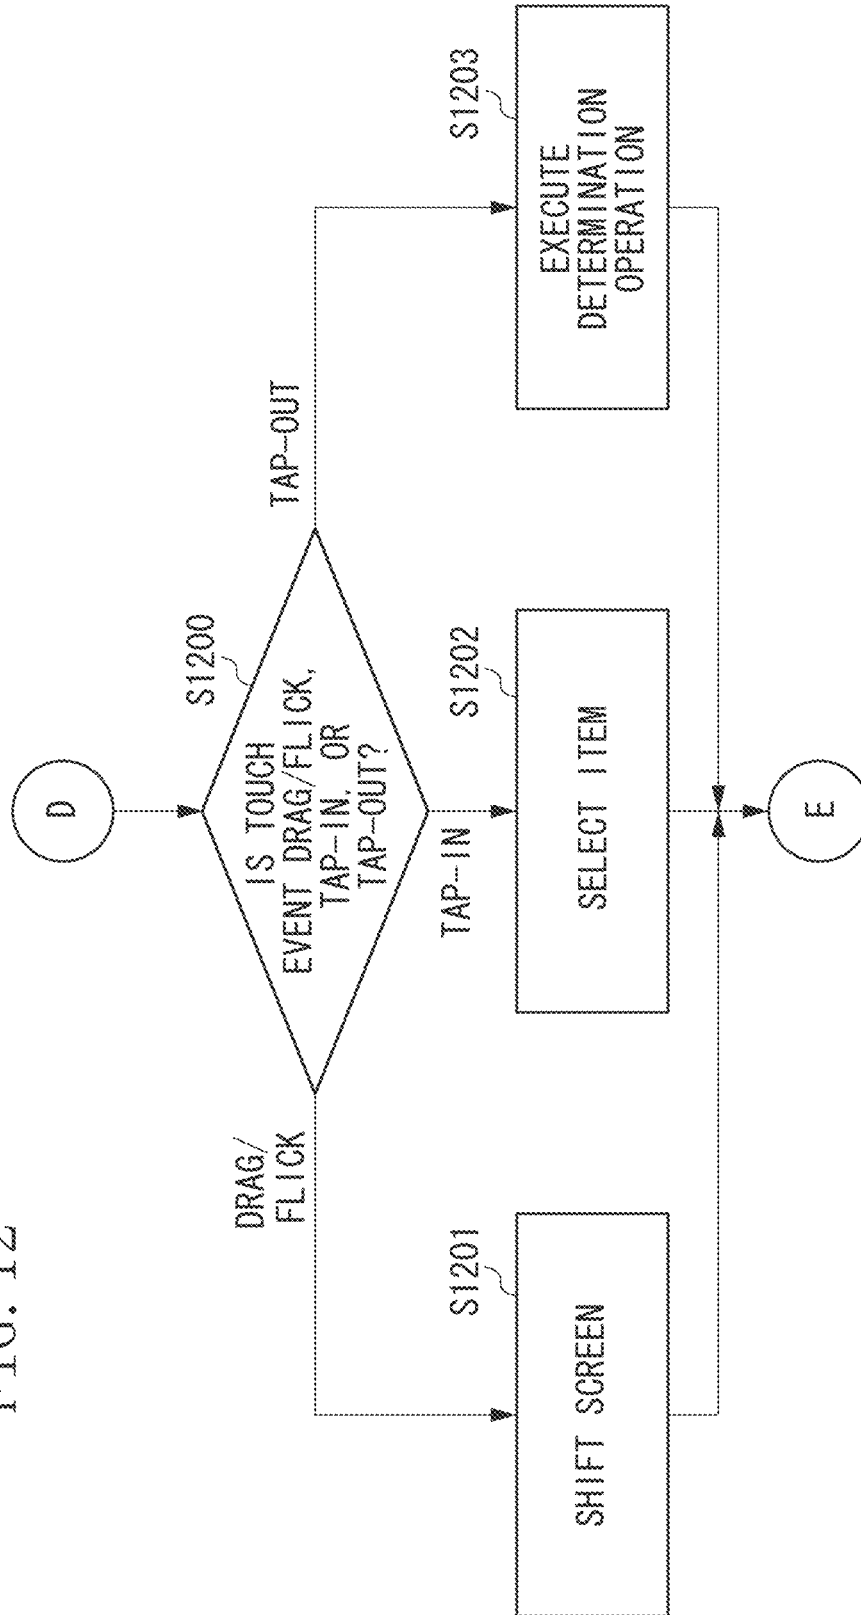 FIG. 12
D
S1200
IS TOUCH
EVENT DRAG/FLICK,
TAP-IN, OR
TAP-OUT?
DRAG/
FLICK
TAP-IN
TAP-OUT
S1201
SHIFT SCREEN
S1202
SELECT ITEM
S1203
EXECUTE
DETERMINATION
OPERATION
E